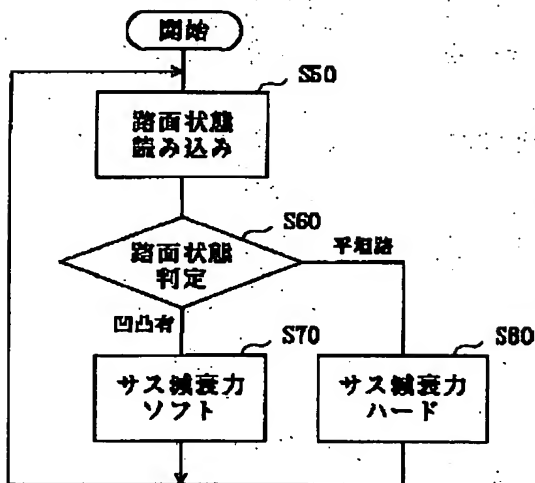 開始
S50
路面状態
読み込み
S60
路面状態
判定
平坦路
凹凸有
S70
S80
サス減衰力
ソフト
サス減衰力
ハード